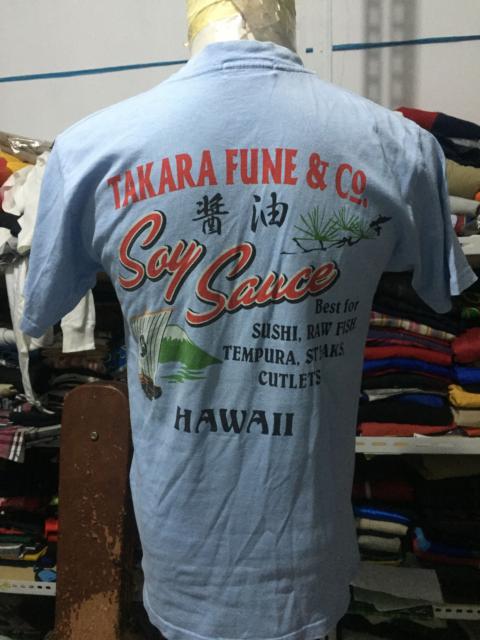 TAKARA FUNE & Co.
醤油
Soy
Sauce
Best for
SUSHI, RAW FISH
TEMPURA, STEAKS,
CUTLETS
HAWAII